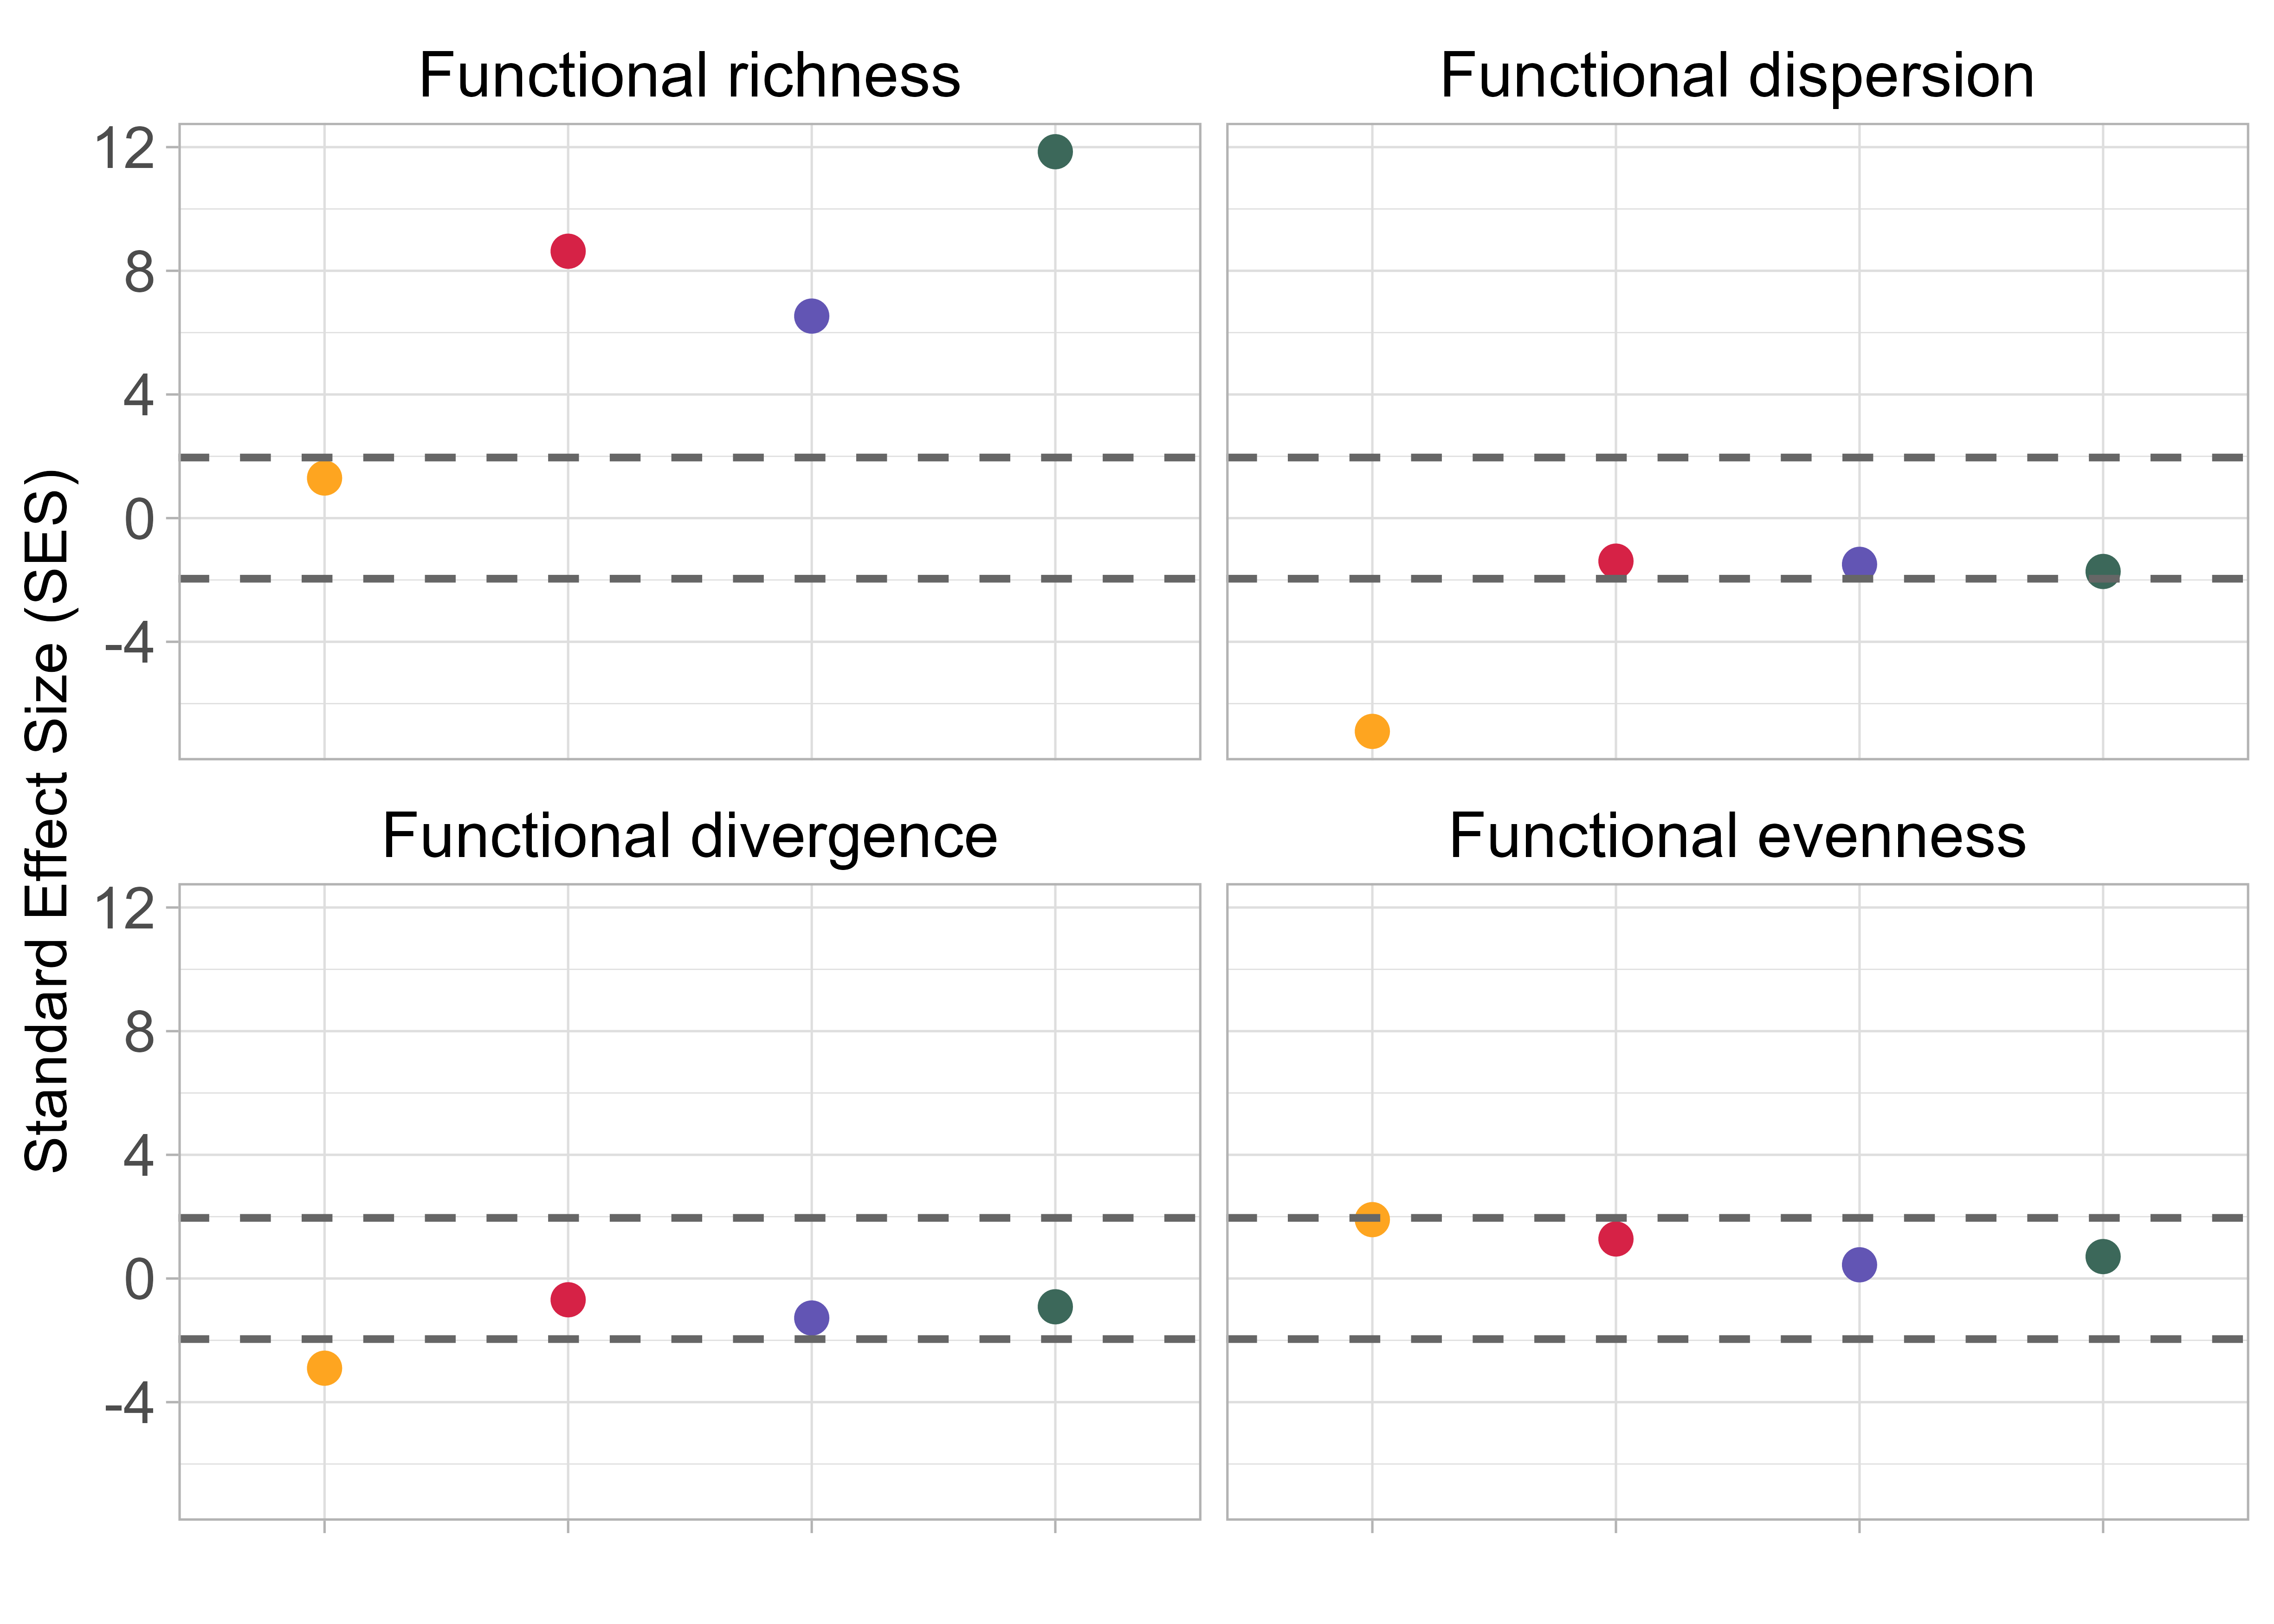 Functional richness
Functional dispersion
12
8
4
0
-4
Standard Effect Size (SES)
Functional divergence
Functional evenness
12
8
4
0
-4